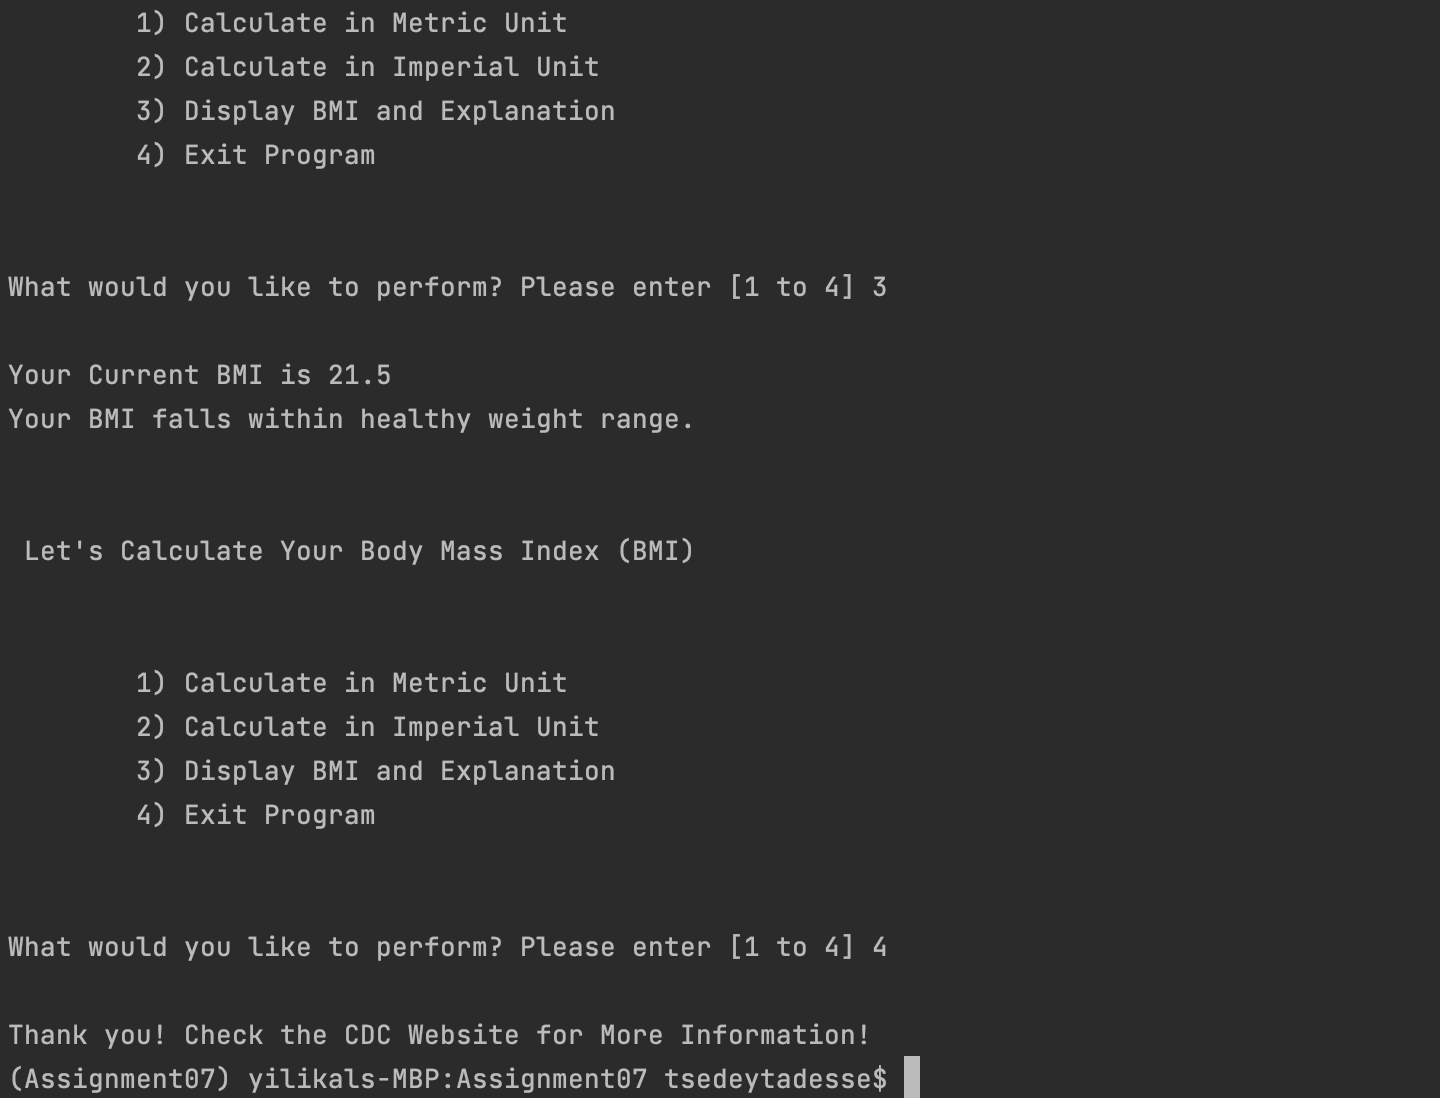 1) Calculate in Metric Unit
2) Calculate in Imperial Unit
3) Display BMI and Explanation
4) Exit Program
What would you like to perform? Please enter [1 to 4] 3
Your Current BMI is 21.5
Your BMI falls within healthy weight range.
Let's Calculate Your Body Mass Index (BMI)
1) Calculate in Metric Unit
2) Calculate in Imperial Unit
3) Display BMI and Explanation
4) Exit Program
What would you like to perform? Please enter [1 to 4] 4
Thank you! Check the CDC Website for More Information!
(Assignment07) yilikals-MBP:Assignment07 tsedeytadesse$